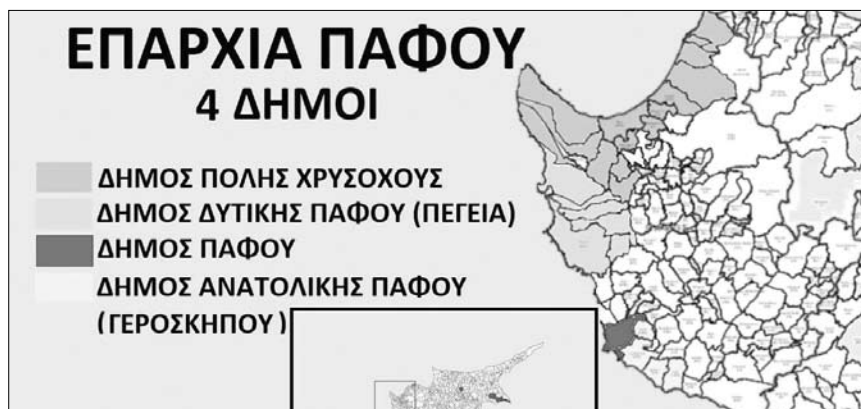 ΕΠΑΡΧΙΑ ΠΑΦΟΥ
4 ΔΗΜΟΙ
ΔΗΜΟΣ ΠΟΛΗΣ ΧΡΥΣΟΧΟΥΣ
ΔΗΜΟΣ ΔΥΤΙΚΗΣ ΠΑΦΟΥ (ΠΕΓΕΙΑ)
ΔΗΜΟΣ ΠΑΦΟΥ
ΔΗΜΟΣ ΑΝΑΤΟΛΙΚΗΣ ΠΑΦΟΥ
(ΓΕΡΟΣΚΗΠΟΥ )